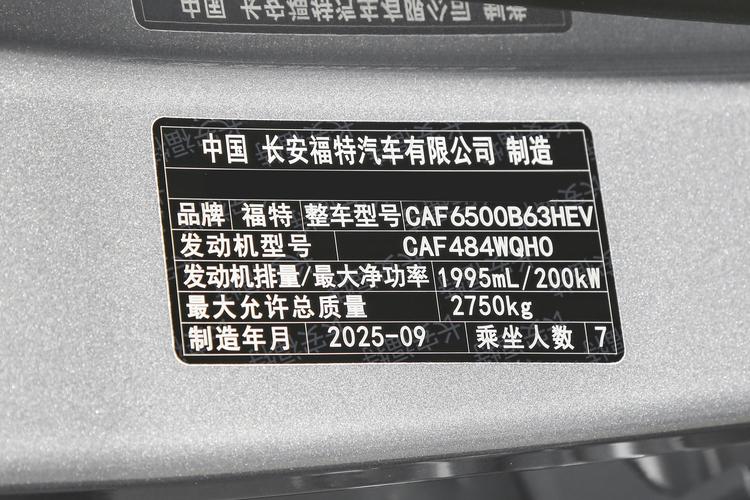 中国 长安福特汽车有限公司 制造
品牌 福特 整车型号 CAF6500B63HEV
发动机型号 CAF484WQH0
发动机排量/最大净功率 1995mL/200kW
最大允许总质量 2750kg
制造年月 2025-09 乘坐人数 7